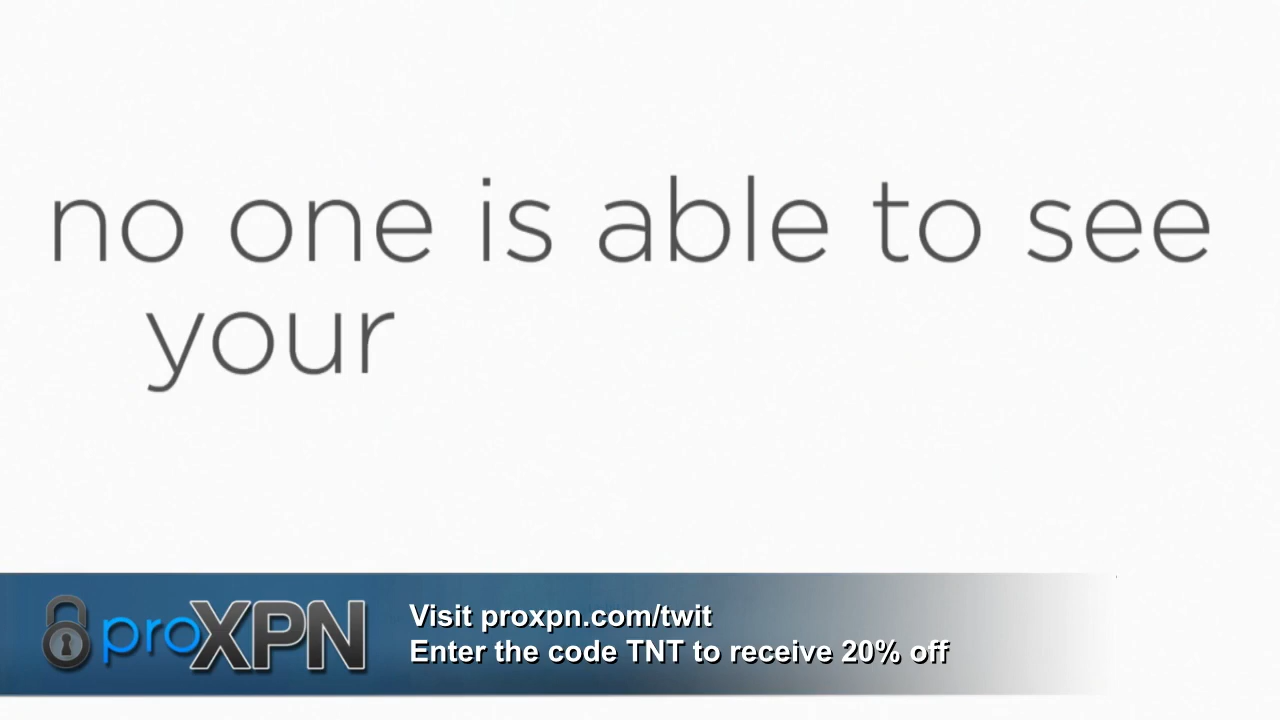 no one is able to see
your
proXPN
Visit proxpn.com/twit
Enter the code TNT to receive 20% off